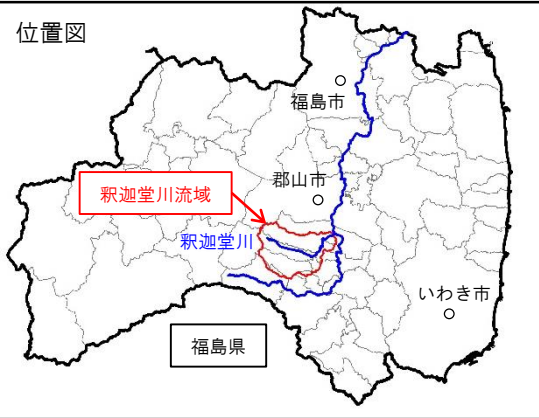 位置図
福島市
郡山市
釈迦堂川流域
釈迦堂川
いわき市
福島県